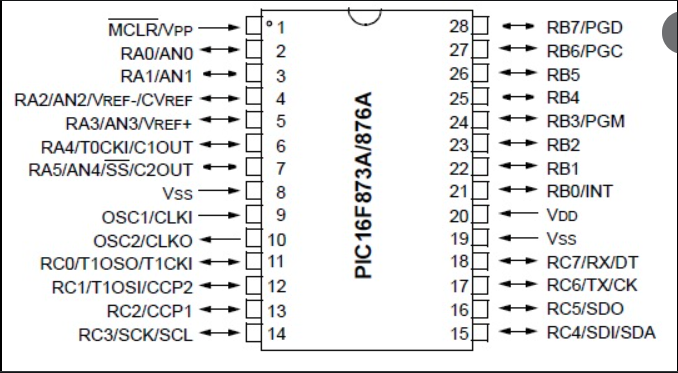 MCLR/VPP 1
RA0/AN0 2
RA1/AN1 3
RA2/AN2/VREF-/CVREF 4
RA3/AN3/VREF+ 5
RA4/T0CKI/C1OUT 6
RA5/AN4/SS/C2OUT 7
VSS 8
OSC1/CLKI 9
OSC2/CLKO 10
RC0/T1OSO/T1CKI 11
RC1/T1OSI/CCP2 12
RC2/CCP1 13
RC3/SCK/SCL 14
PIC16F873A/876A
28 RB7/PGD
27 RB6/PGC
26 RB5
25 RB4
24 RB3/PGM
23 RB2
22 RB1
21 RB0/INT
20 VDD
19 VSS
18 RC7/RX/DT
17 RC6/TX/CK
16 RC5/SDO
15 RC4/SDI/SDA